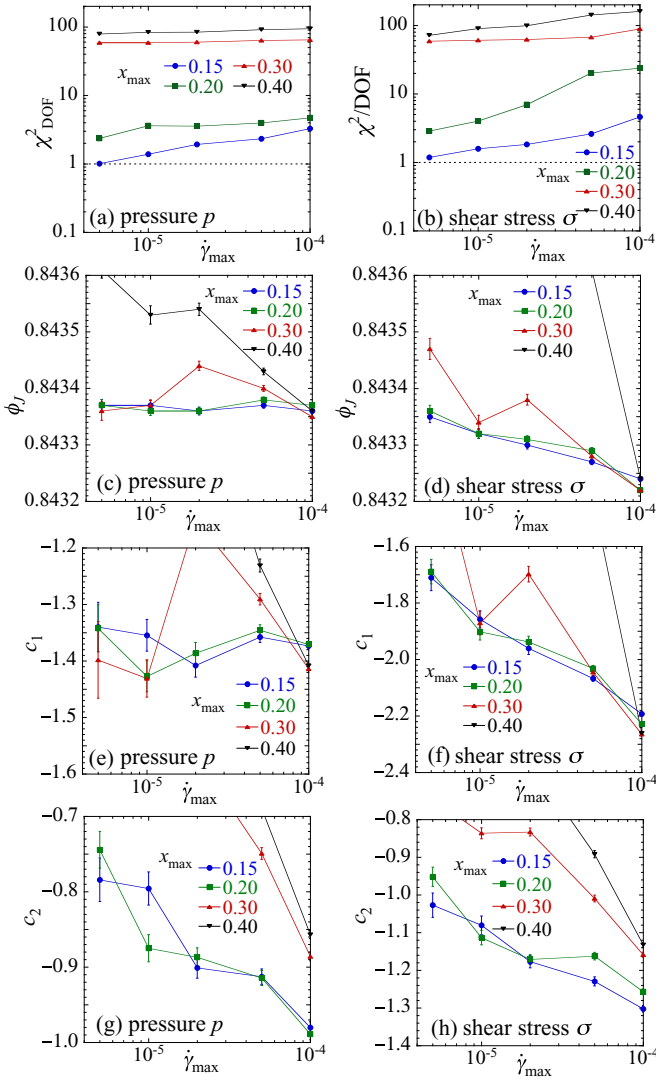 100
10
1
0.1
χ²DOF
xmax
0.15
0.30
0.20
0.40
(a) pressure p
10⁻⁵
γ̇max
10⁻⁴
100
10
1
0.1
χ²/DOF
xmax
0.15
0.20
0.30
0.40
(b) shear stress σ
10⁻⁵
γ̇max
10⁻⁴
0.8436
0.8435
0.8434
0.8433
0.8432
ϕJ
xmax
0.15
0.20
0.30
0.40
(c) pressure p
10⁻⁵
γ̇max
10⁻⁴
0.8436
0.8435
0.8434
0.8433
0.8432
ϕJ
xmax
0.15
0.20
0.30
0.40
(d) shear stress σ
10⁻⁵
γ̇max
10⁻⁴
−1.2
−1.3
−1.4
−1.5
−1.6
c1
xmax
0.15
0.20
0.30
0.40
(e) pressure p
10⁻⁵
γ̇max
10⁻⁴
−1.6
−1.8
−2.0
−2.2
−2.4
c1
xmax
0.15
0.20
0.30
0.40
(f) shear stress σ
10⁻⁵
γ̇max
10⁻⁴
−0.7
−0.8
−0.9
−1.0
c2
xmax
0.15
0.20
0.30
0.40
(g) pressure p
10⁻⁵
γ̇max
10⁻⁴
−0.8
−0.9
−1.0
−1.1
−1.2
−1.3
−1.4
c2
xmax
0.15
0.20
0.30
0.40
(h) shear stress σ
10⁻⁵
γ̇max
10⁻⁴